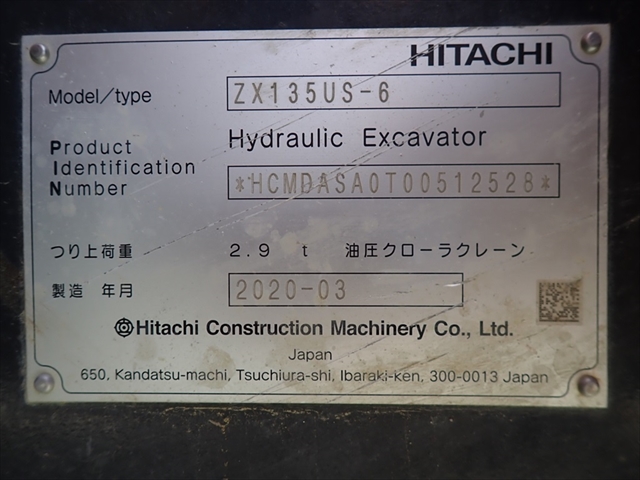 HITACHI
Model/type ZX135US-6
Product Hydraulic Excavator
Identification
Number *HCMDASA0T00512528*
つり上荷重 2.9 t 油圧クローラクレーン
製造 年月 2020-03
Hitachi Construction Machinery Co., Ltd.
Japan
650, Kandatsu-machi, Tsuchiura-shi, Ibaraki-ken, 300-0013 Japan